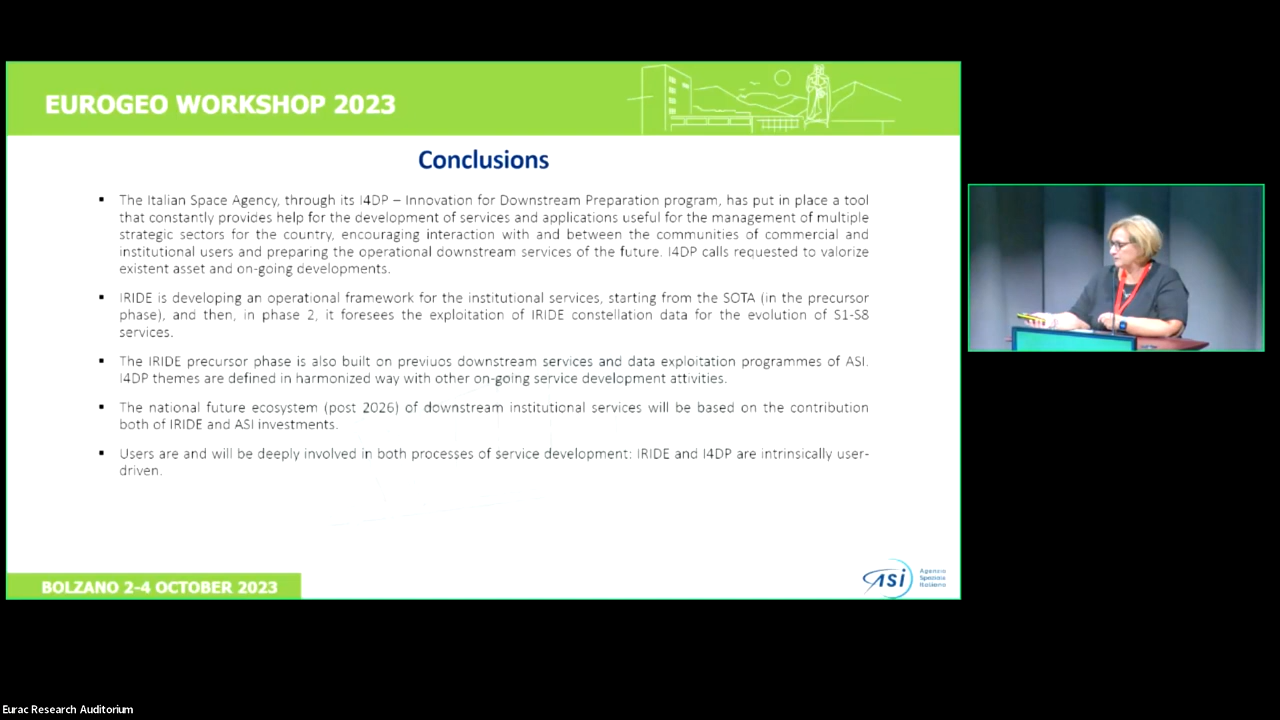 EUROGEO WORKSHOP 2023
Conclusions
▪ The Italian Space Agency, through its I4DP – Innovation for Downstream Preparation program, has put in place a tool
that constantly provides help for the development of services and applications useful for the management of multiple
strategic sectors for the country, encouraging interaction with and between the communities of commercial and
institutional users and preparing the operational downstream services of the future. I4DP calls requested to valorize
existent asset and on-going developments.
▪ IRIDE is developing an operational framework for the institutional services, starting from the SOTA (in the precursor
phase), and then, in phase 2, it foresees the exploitation of IRIDE constellation data for the evolution of S1-S8
services.
▪ The IRIDE precursor phase is also built on previuos downstream services and data exploitation programmes of ASI.
I4DP themes are defined in harmonized way with other on-going service development activities.
▪ The national future ecosystem (post 2026) of downstream institutional services will be based on the contribution
both of IRIDE and ASI investments.
▪ Users are and will be deeply involved in both processes of service development: IRIDE and I4DP are intrinsically user-
driven.
BOLZANO 2-4 OCTOBER 2023
ASI
Agenzia
Spaziale
Italiana
Eurac Research Auditorium